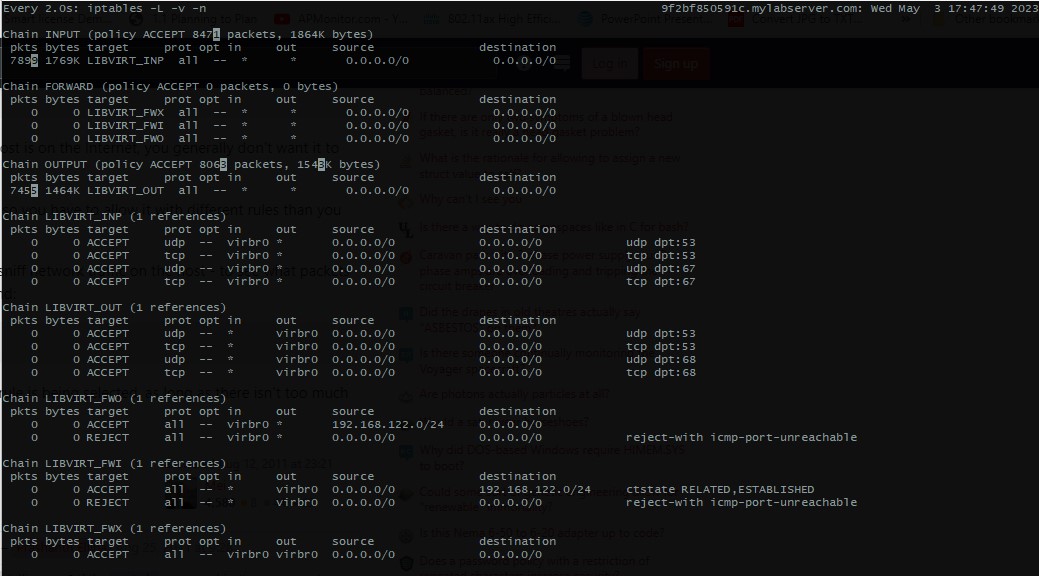 Every 2.0s: iptables -L -v -n 9f2bf850591c.mylabserver.com: Wed May  3 17:47:49 2023
Chain INPUT (policy ACCEPT 8471 packets, 1864K bytes)
pkts bytes target prot opt in out source destination
7899 1769K LIBVIRT_INP all -- * * 0.0.0.0/0 0.0.0.0/0
Chain FORWARD (policy ACCEPT 0 packets, 0 bytes)
pkts bytes target prot opt in out source destination
0 0 LIBVIRT_FWX all -- * * 0.0.0.0/0 0.0.0.0/0
0 0 LIBVIRT_FWI all -- * * 0.0.0.0/0 0.0.0.0/0
0 0 LIBVIRT_FWO all -- * * 0.0.0.0/0 0.0.0.0/0
Chain OUTPUT (policy ACCEPT 8063 packets, 1543K bytes)
pkts bytes target prot opt in out source destination
7455 1464K LIBVIRT_OUT all -- * * 0.0.0.0/0 0.0.0.0/0
Chain LIBVIRT_INP (1 references)
pkts bytes target prot opt in out source destination
0 0 ACCEPT udp -- virbr0 * 0.0.0.0/0 0.0.0.0/0 udp dpt:53
0 0 ACCEPT tcp -- virbr0 * 0.0.0.0/0 0.0.0.0/0 tcp dpt:53
0 0 ACCEPT udp -- virbr0 * 0.0.0.0/0 0.0.0.0/0 udp dpt:67
0 0 ACCEPT tcp -- virbr0 * 0.0.0.0/0 0.0.0.0/0 tcp dpt:67
Chain LIBVIRT_OUT (1 references)
pkts bytes target prot opt in out source destination
0 0 ACCEPT udp -- * virbr0 0.0.0.0/0 0.0.0.0/0 udp dpt:53
0 0 ACCEPT tcp -- * virbr0 0.0.0.0/0 0.0.0.0/0 tcp dpt:53
0 0 ACCEPT udp -- * virbr0 0.0.0.0/0 0.0.0.0/0 udp dpt:68
0 0 ACCEPT tcp -- * virbr0 0.0.0.0/0 0.0.0.0/0 tcp dpt:68
Chain LIBVIRT_FWO (1 references)
pkts bytes target prot opt in out source destination
0 0 ACCEPT all -- virbr0 * 192.168.122.0/24 0.0.0.0/0
0 0 REJECT all -- virbr0 * 0.0.0.0/0 0.0.0.0/0 reject-with icmp-port-unreachable
Chain LIBVIRT_FWI (1 references)
pkts bytes target prot opt in out source destination
0 0 ACCEPT all -- * virbr0 0.0.0.0/0 192.168.122.0/24 ctstate RELATED,ESTABLISHED
0 0 REJECT all -- * virbr0 0.0.0.0/0 0.0.0.0/0 reject-with icmp-port-unreachable
Chain LIBVIRT_FWX (1 references)
pkts bytes target prot opt in out source destination
0 0 ACCEPT all -- virbr0 virbr0 0.0.0.0/0 0.0.0.0/0